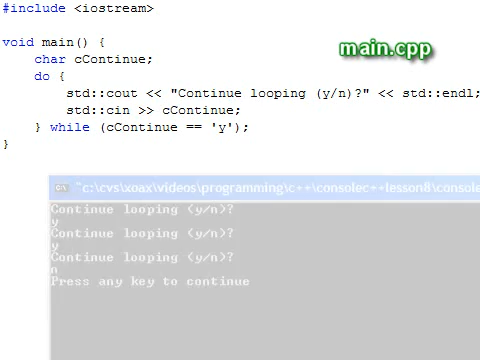 #include <iostream>
main.cpp
void main() {
char cContinue;
do {
std::cout << "Continue looping (y/n)?" << std::endl;
std::cin >> cContinue;
} while (cContinue == 'y');
}
"c:\cvs\xoax\videos\programming\c++\consolec++lesson8\console
Continue looping (y/n)?
y
Continue looping (y/n)?
y
Continue looping (y/n)?
n
Press any key to continue